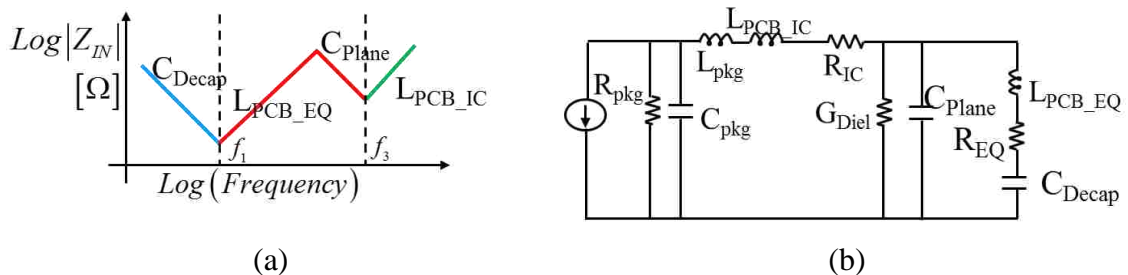 Log|Z_IN|
[Ω]
C_Decap
L_PCB_EQ
C_Plane
L_PCB_IC
f_1
f_3
Log(Frequency)
(a)
L_PCB_IC
L_pkg
R_IC
R_pkg
C_pkg
G_Diel
C_Plane
L_PCB_EQ
R_EQ
C_Decap
(b)